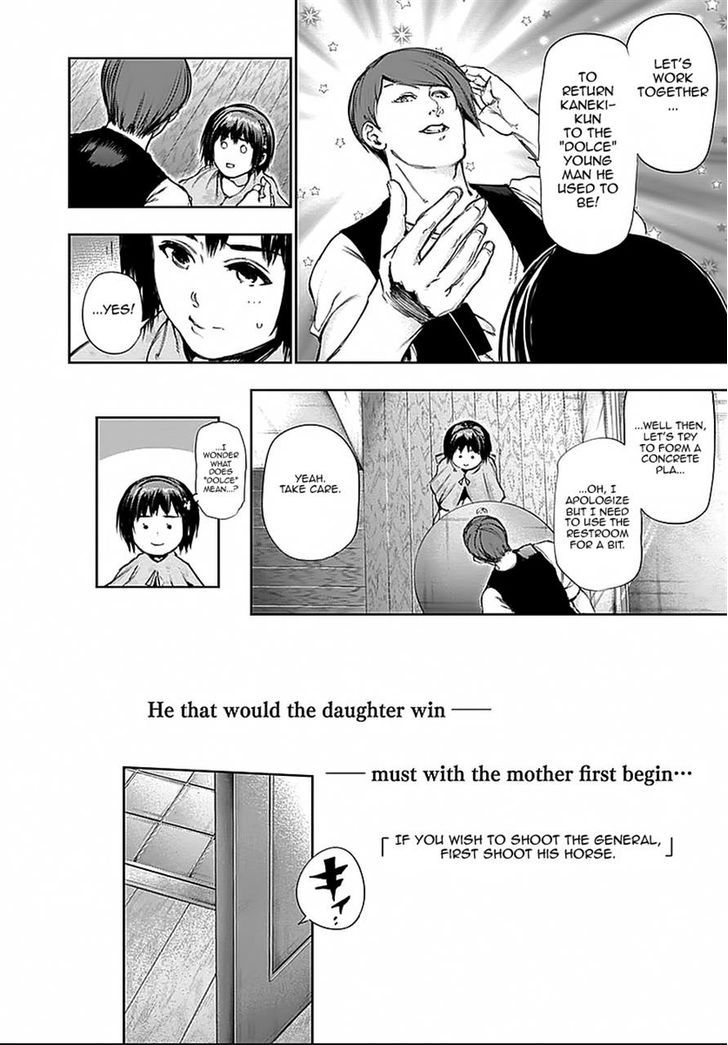 LET'S
WORK
TOGETHER
...
TO
RETURN
KANEKI-
KUN
TO THE
"DOLCE"
YOUNG
MAN HE
USED TO
BE!
...YES!
...WELL THEN,
LET'S TRY
TO FORM A
CONCRETE
PLA...
...OH, I
APOLOGIZE
BUT I NEED
TO USE THE
RESTROOM
FOR A BIT.
YEAH.
TAKE CARE.
...I
WONDER
WHAT
DOES
"DOLCE"
MEAN...?
He that would the daughter win —
— must with the mother first begin…
「IF YOU WISH TO SHOOT THE GENERAL,
FIRST SHOOT HIS HORSE.」
キィ…